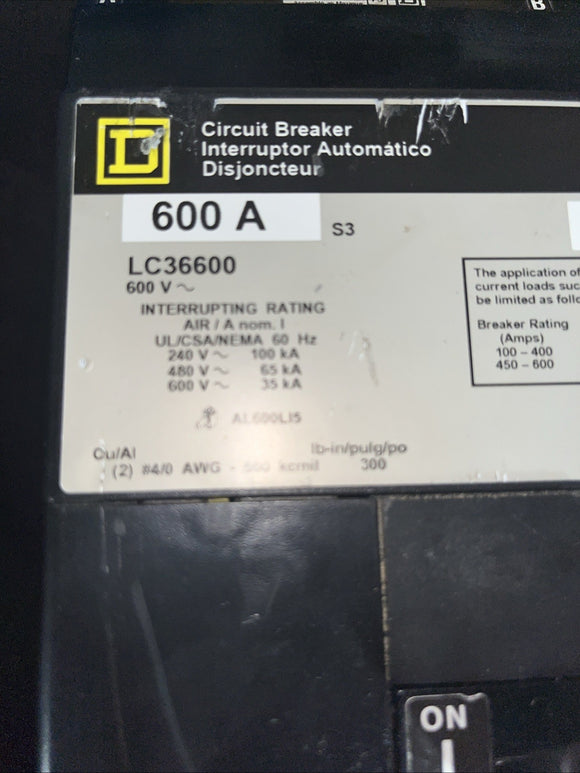 D
Circuit Breaker
Interruptor Automático
Disjoncteur
600 A
S3
LC36600
600 V ~
INTERRUPTING RATING
AIR / A nom. I
UL/CSA/NEMA 60 Hz
240 V ~ 100 kA
480 V ~ 65 kA
600 V ~ 35 kA
AL600LI5
Cu/Al lb-in/pulg/po
(2) #4/0 AWG - 500 kcmil 300
The application of
current loads suc
be limited as follo
Breaker Rating
(Amps)
100 – 400
450 – 600
ON